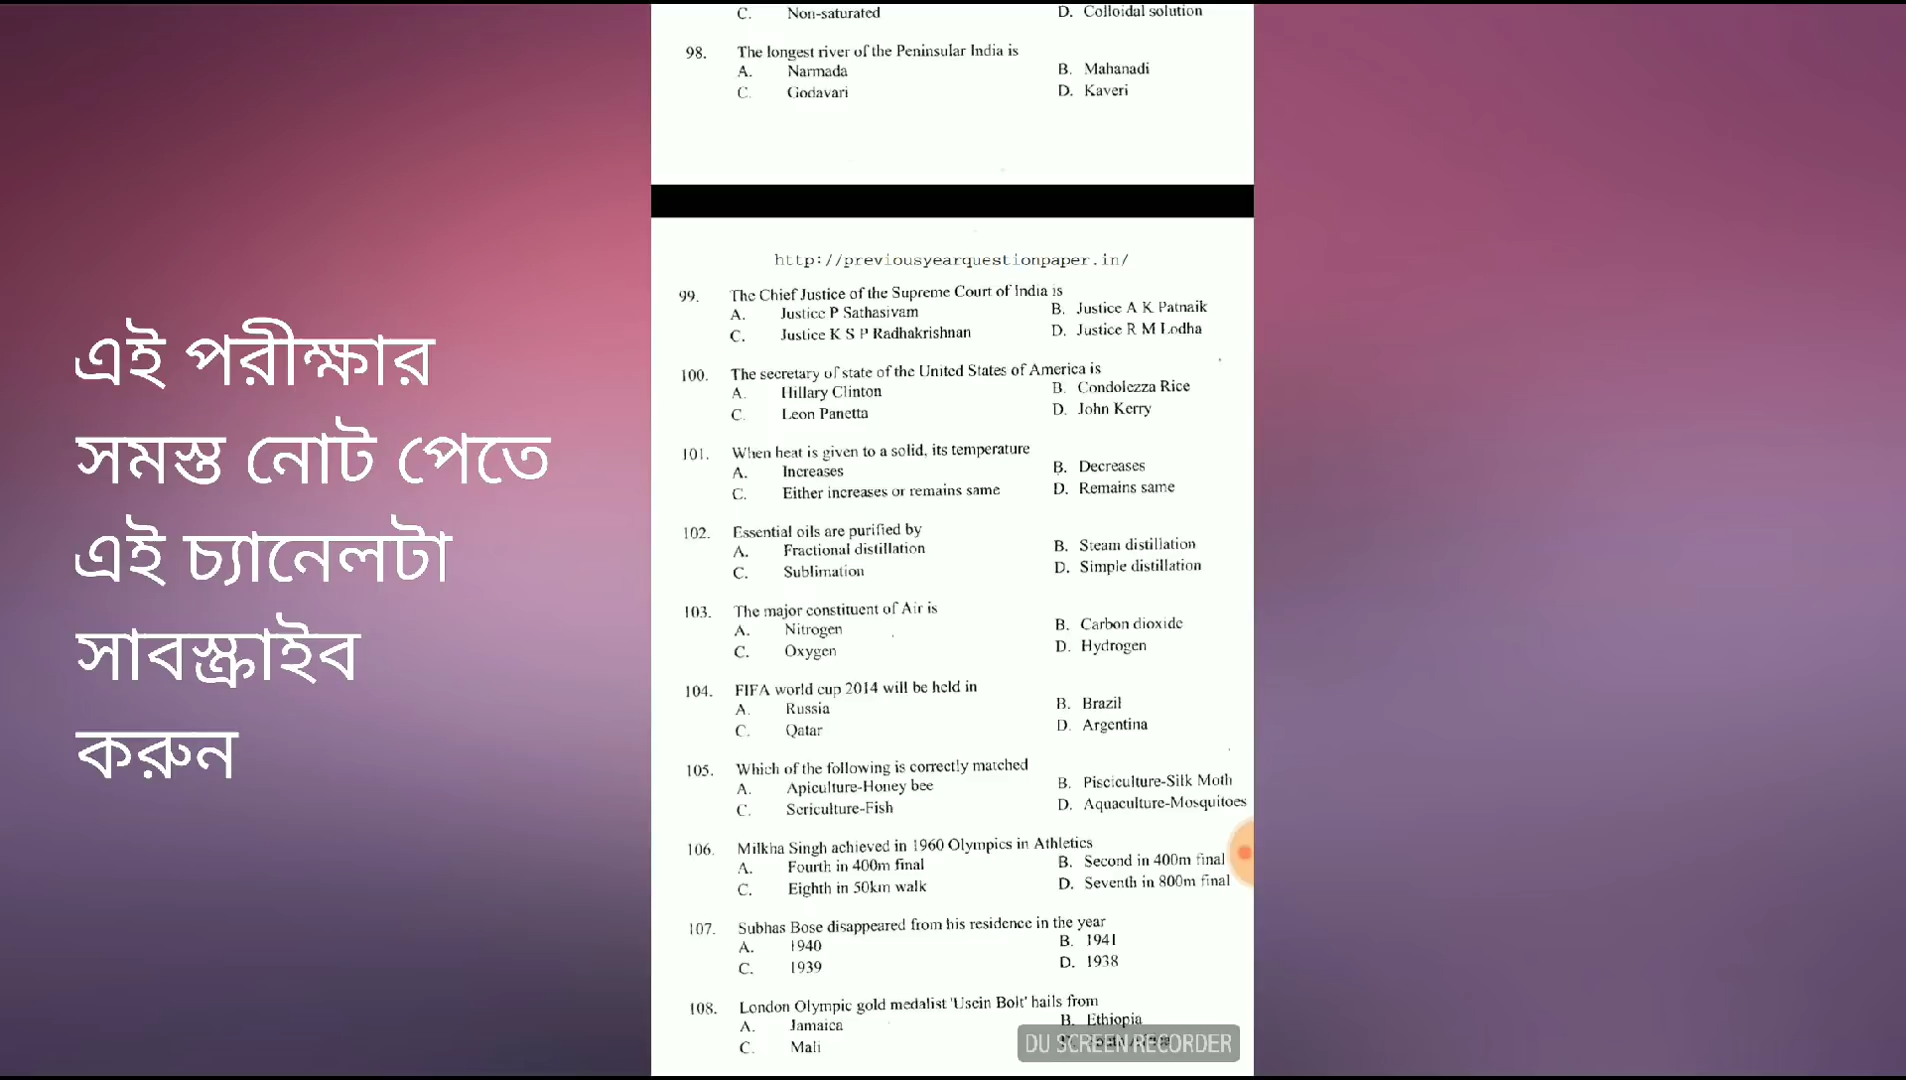 এই পরীক্ষার
সমস্ত নোট পেতে
এই চ্যানেলটা
সাবস্ক্রাইব
করুন
C. Non-saturated D. Colloidal solution
98. The longest river of the Peninsular India is
A. Narmada B. Mahanadi
C. Godavari D. Kaveri
http://previousyearquestionpaper.in/
99. The Chief Justice of the Supreme Court of India is
A. Justice P Sathasivam B. Justice A K Patnaik
C. Justice K S P Radhakrishnan D. Justice R M Lodha
100. The secretary of state of the United States of America is
A. Hillary Clinton B. Condolezza Rice
C. Leon Panetta D. John Kerry
101. When heat is given to a solid, its temperature
A. Increases B. Decreases
C. Either increases or remains same D. Remains same
102. Essential oils are purified by
A. Fractional distillation B. Steam distillation
C. Sublimation D. Simple distillation
103. The major constituent of Air is
A. Nitrogen B. Carbon dioxide
C. Oxygen D. Hydrogen
104. FIFA world cup 2014 will be held in
A. Russia B. Brazil
C. Qatar D. Argentina
105. Which of the following is correctly matched
A. Apiculture-Honey bee B. Pisciculture-Silk Moth
C. Sericulture-Fish D. Aquaculture-Mosquitoes
106. Milkha Singh achieved in 1960 Olympics in Athletics
A. Fourth in 400m final B. Second in 400m final
C. Eighth in 50km walk D. Seventh in 800m final
107. Subhas Bose disappeared from his residence in the year
A. 1940 B. 1941
C. 1939 D. 1938
108. London Olympic gold medalist 'Usein Bolt' hails from
A. Jamaica B. Ethiopia
C. Mali
DU SCREEN RECORDER